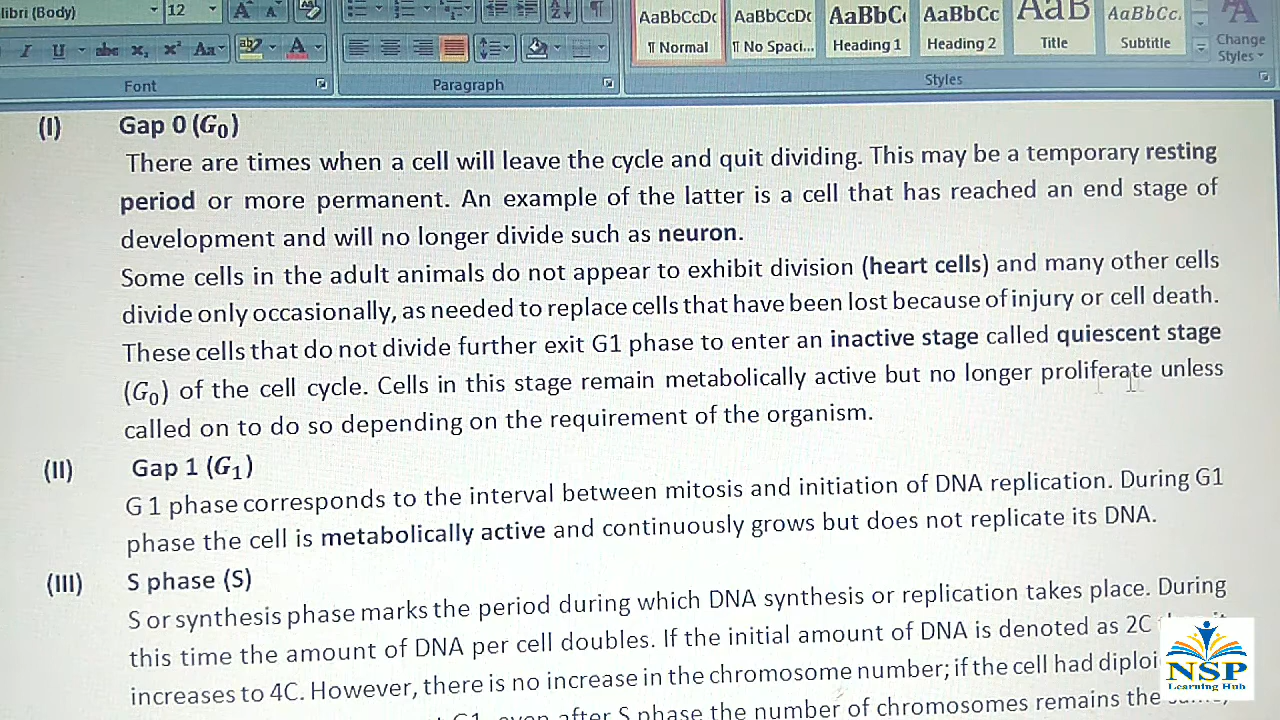 libri (Body) 12 A A
I U abc x₂ x² Aa ab A
AaBbCcDc AaBbCcDc AaBbC AaBbCc AaB AaBbCc.
¶ Normal ¶ No Spaci... Heading 1 Heading 2 Title Subtitle Change Styles
Font Paragraph Styles
(I) Gap 0 (G₀)
There are times when a cell will leave the cycle and quit dividing. This may be a temporary resting
period or more permanent. An example of the latter is a cell that has reached an end stage of
development and will no longer divide such as neuron.
Some cells in the adult animals do not appear to exhibit division (heart cells) and many other cells
divide only occasionally, as needed to replace cells that have been lost because of injury or cell death.
These cells that do not divide further exit G1 phase to enter an inactive stage called quiescent stage
(G₀) of the cell cycle. Cells in this stage remain metabolically active but no longer proliferate unless
called on to do so depending on the requirement of the organism.
(II) Gap 1 (G₁)
G 1 phase corresponds to the interval between mitosis and initiation of DNA replication. During G1
phase the cell is metabolically active and continuously grows but does not replicate its DNA.
(III) S phase (S)
S or synthesis phase marks the period during which DNA synthesis or replication takes place. During
this time the amount of DNA per cell doubles. If the initial amount of DNA is denoted as 2C
increases to 4C. However, there is no increase in the chromosome number; if the cell had
G1, even after S phase the number of chromosomes remains the
NSP
Learning Hub